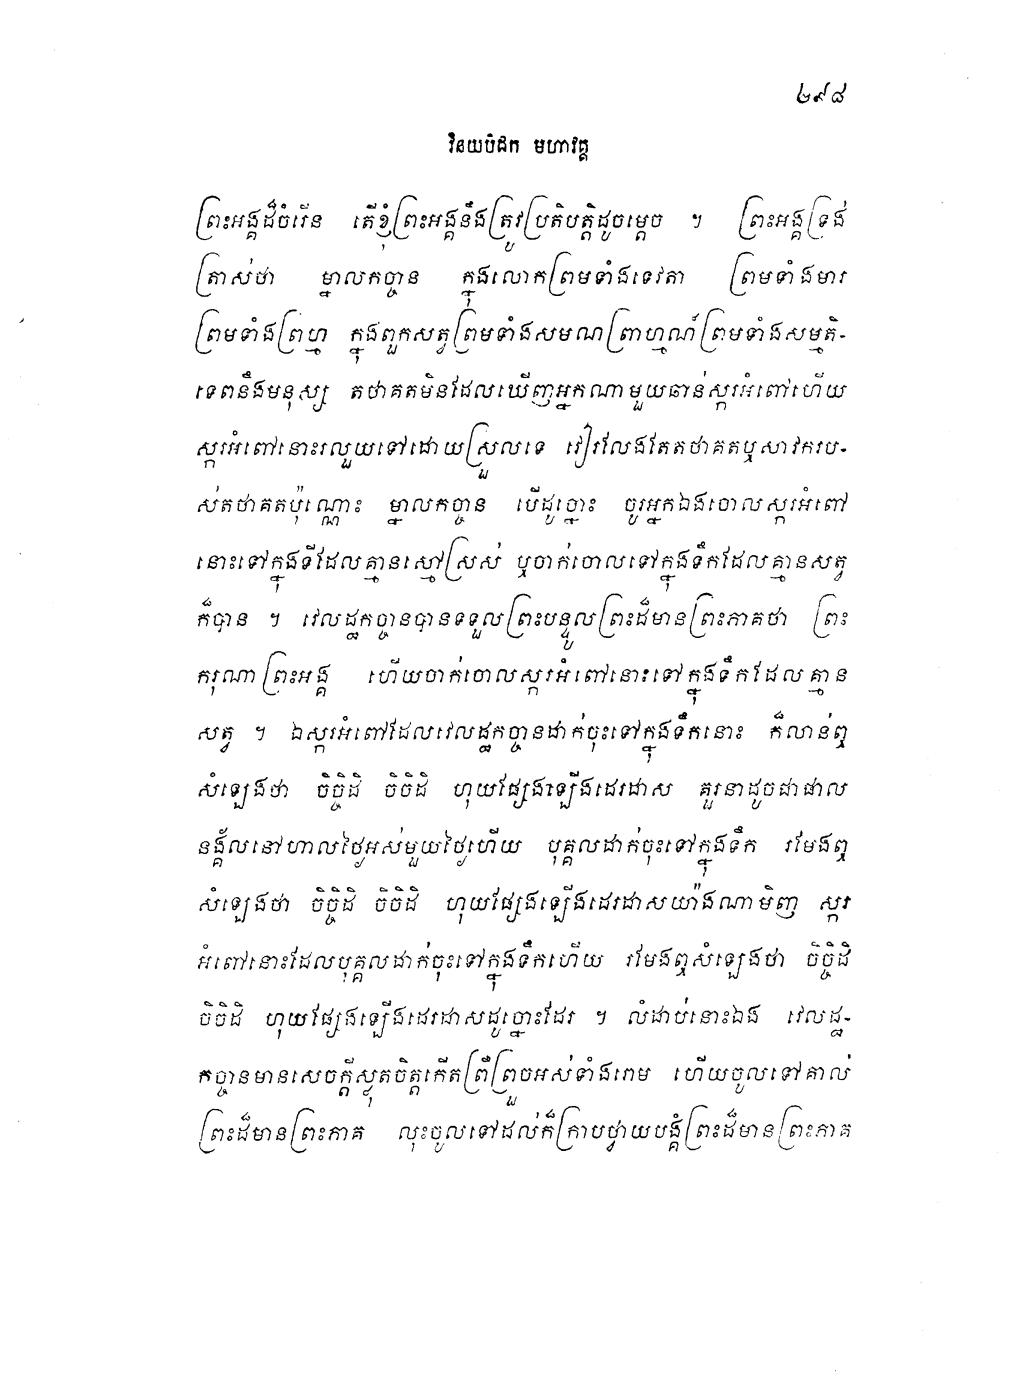 ២៩៨
វិនយបិដក មហាវគ្គ
ព្រះអង្គដ៏ចំរើន តើខ្ញុំព្រះអង្គនឹងត្រូវប្រតិបត្តិដូចម្តេច ។ ព្រះអង្គទ្រង់
ត្រាស់ថា ម្នាលកច្ចាន ក្នុងលោកព្រមទាំងទេវតា ព្រមទាំងមារ
ព្រមទាំងព្រហ្ម ក្នុងពួកសត្វព្រមទាំងសមណព្រាហ្មណ៍ព្រមទាំងសម្មតិ-
ទេពនឹងមនុស្ស តថាគតមិនដែលឃើញអ្នកណាមួយឆាន់ស្ករអំពៅហើយ
ស្ករអំពៅនោះរលួយទៅដោយស្រួលទេ វៀរលែងតែតថាគតឬសាវករប-
ស់តថាគតប៉ុណ្ណោះ ម្នាលកច្ចាន បើដូច្នោះ ចូរអ្នកឯងចោលស្ករអំពៅ
នោះទៅក្នុងទីដែលគ្មានស្មៅស្រស់ ឬចាក់ចោលទៅក្នុងទឹកដែលគ្មានសត្វ
ក៏បាន ។ វេលដ្ឋកច្ចានបានទទួលព្រះបន្ទូលព្រះដ៏មានព្រះភាគថា ព្រះ
ករុណាព្រះអង្គ ហើយចាក់ចោលស្ករអំពៅនោះទៅក្នុងទឹកដែលគ្មាន
សត្វ ។ ឯស្ករអំពៅដែលវេលដ្ឋកច្ចានដាក់ចុះទៅក្នុងទឹកនោះ ក៏លាន់ឮ
សំឡេងថា ចិច្ចិដិ ចិចិដិ ហុយផ្សែងឡើងដេរដាស គួរនាដូចជាផាល
នង្គ័លនៅហាលថ្ងៃអស់មួយថ្ងៃហើយ បុគ្គលដាក់ចុះទៅក្នុងទឹក រមែងឮ
សំឡេងថា ចិច្ចិដិ ចិចិដិ ហុយផ្សែងឡើងដេរដាសយ៉ាងណាមិញ ស្ករ
អំពៅនោះដែលបុគ្គលដាក់ចុះទៅក្នុងទឹកហើយ រមែងឮសំឡេងថា ចិច្ចិដិ
ចិចិដិ ហុយផ្សែងឡើងដេរដាសដូច្នោះដែរ ។ លំដាប់នោះឯង វេលដ្ឋ-
កច្ចានមានសេចក្តីស្ងុតចិត្តកើតព្រឺព្រួចអស់ទាំងរោម ហើយចូលទៅគាល់
ព្រះដ៏មានព្រះភាគ លុះចូលទៅដល់ក៏ក្រាបថ្វាយបង្គំព្រះដ៏មានព្រះភាគ